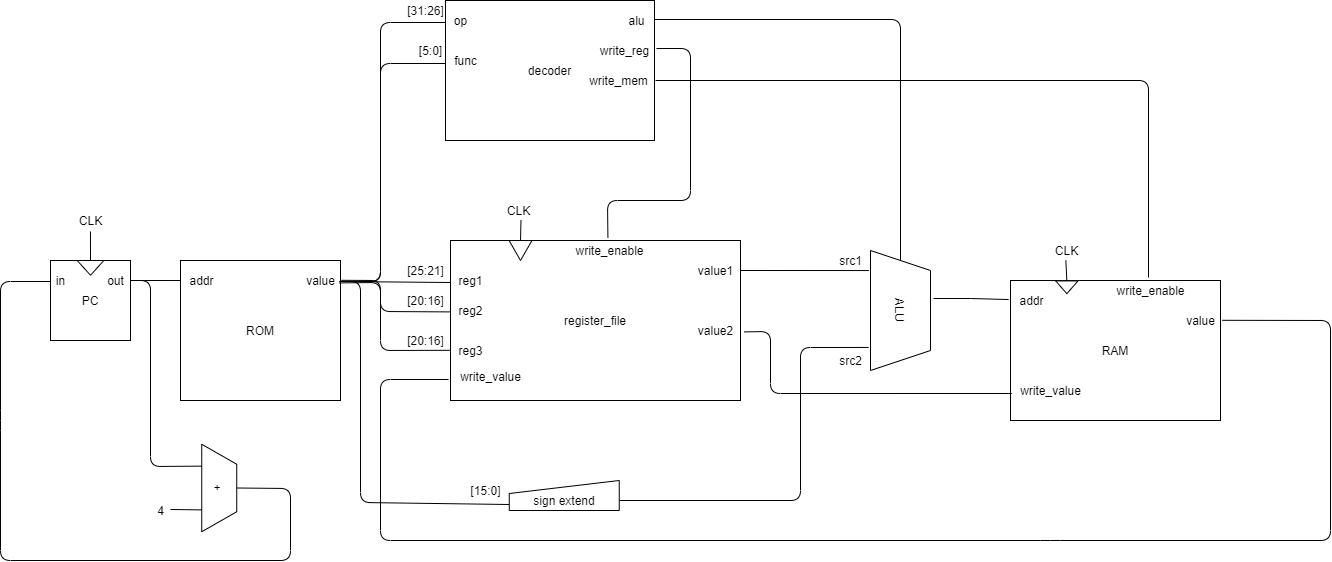 [31:26]
op
alu
[5:0]
func
write_reg
decoder
write_mem
CLK
CLK
write_enable
CLK
in
out
PC
addr
value
ROM
[25:21]
reg1
[20:16]
reg2
[20:16]
reg3
write_value
register_file
value1
value2
src1
src2
ALU
addr
write_enable
value
RAM
write_value
+
4
[15:0]
sign extend